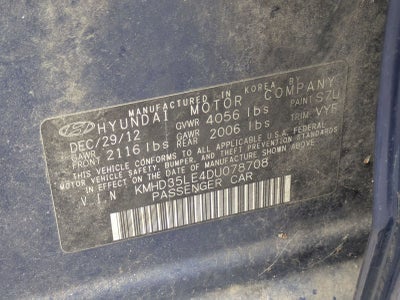 MANUFACTURED IN KOREA BY
HYUNDAI MOTOR COMPANY
DEC/29/12 GVWR 4056 lbs PAINT S7U
GAWR FRONT 2116 lbs GAWR REAR 2006 lbs TRIM VYF
THIS VEHICLE CONFORMS TO ALL APPLICABLE U.S.A. FEDERAL
MOTOR VEHICLE SAFETY, BUMPER, AND THEFT PREVENTION STANDARDS
IN EFFECT ON THE DATE OF MANUFACTURE SHOWN ABOVE
V I N KMHD35LE4DU078708
PASSENGER CAR